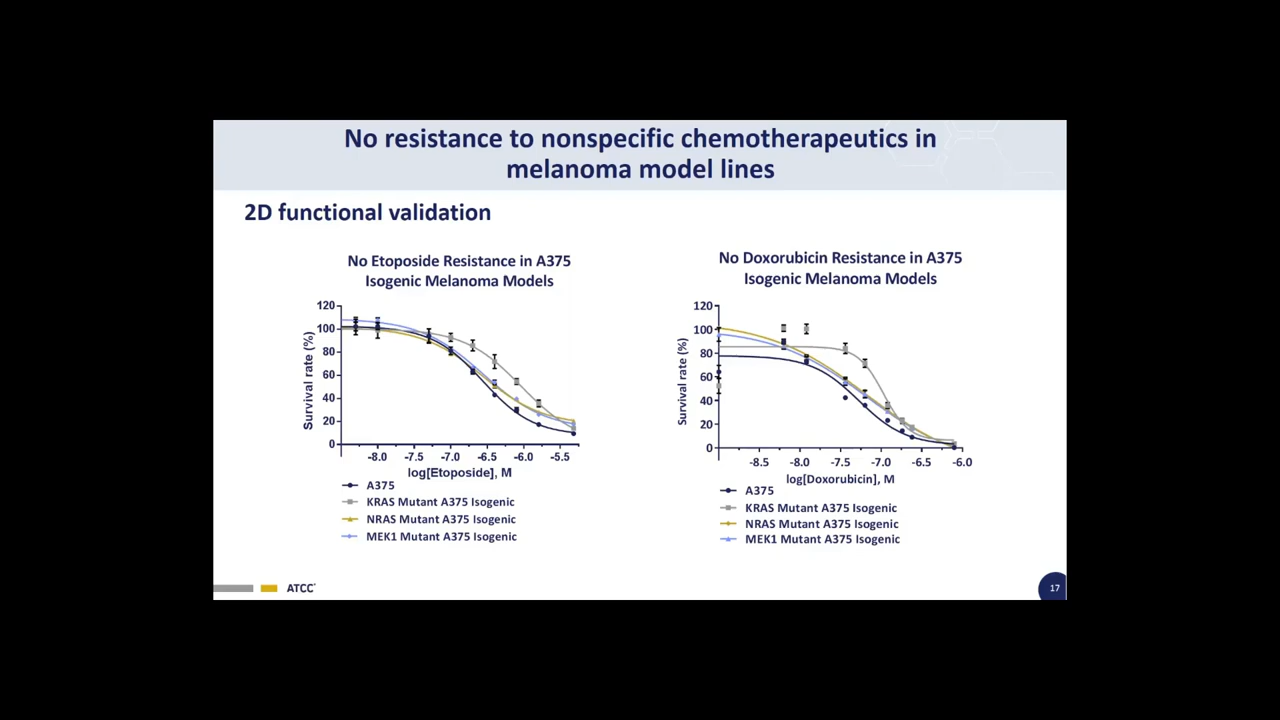 No resistance to nonspecific chemotherapeutics in
melanoma model lines
2D functional validation
No Etoposide Resistance in A375
Isogenic Melanoma Models
Survival rate (%)
120
100
80
60
40
20
0
-8.0 -7.5 -7.0 -6.5 -6.0 -5.5
log[Etoposide], M
A375
KRAS Mutant A375 Isogenic
NRAS Mutant A375 Isogenic
MEK1 Mutant A375 Isogenic
No Doxorubicin Resistance in A375
Isogenic Melanoma Models
Survival rate (%)
120
100
80
60
40
20
0
-8.5 -8.0 -7.5 -7.0 -6.5 -6.0
log[Doxorubicin], M
A375
KRAS Mutant A375 Isogenic
NRAS Mutant A375 Isogenic
MEK1 Mutant A375 Isogenic
ATCC
17